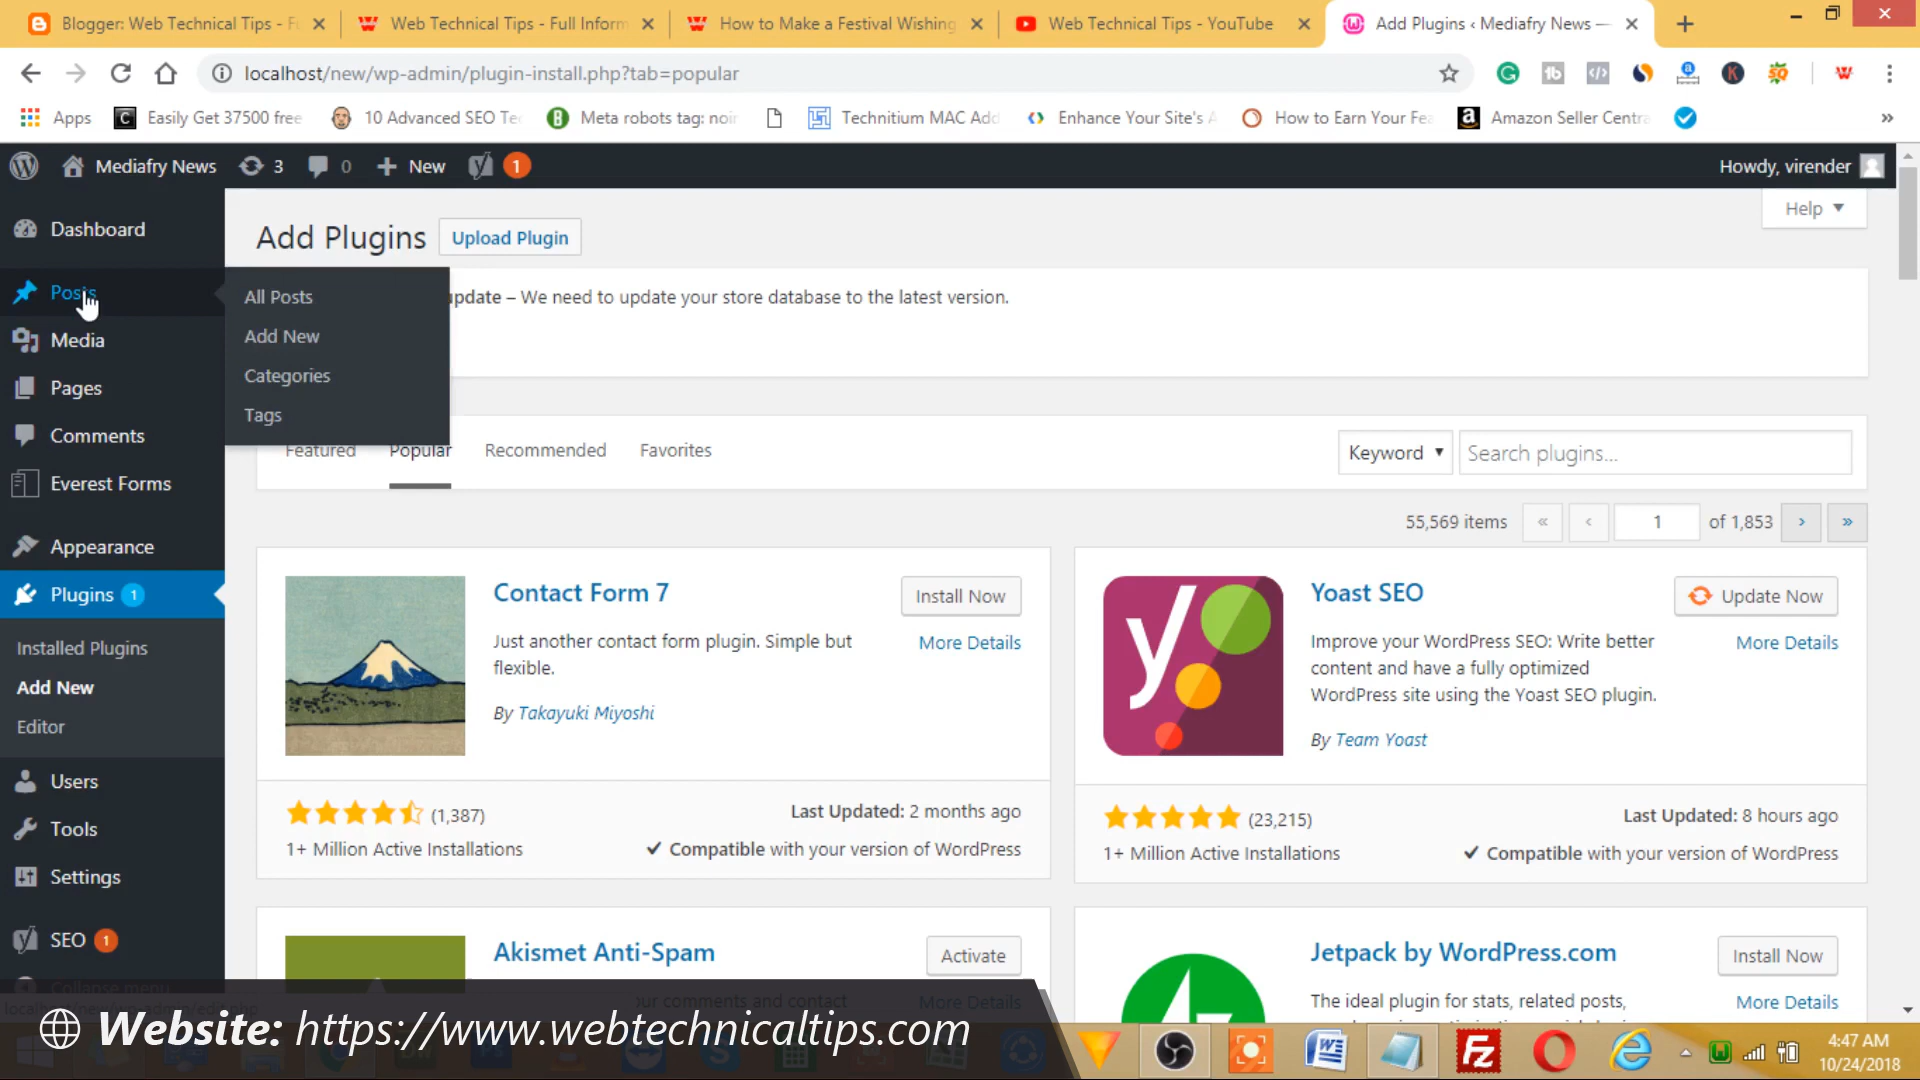 Blogger: Web Technical Tips - F
Web Technical Tips - Full Inform
How to Make a Festival Wishing
Web Technical Tips - YouTube
Add Plugins ‹ Mediafry News —
localhost/new/wp-admin/plugin-install.php?tab=popular
Apps
Easily Get 37500 free
10 Advanced SEO Te
Meta robots tag: noin
Technitium MAC Add
Enhance Your Site's A
How to Earn Your Fea
Amazon Seller Centra
Mediafry News
3
0
New
1
Howdy, virender
Dashboard
Posts
Media
Pages
Comments
Everest Forms
Appearance
Plugins 1
Installed Plugins
Add New
Editor
Users
Tools
Settings
SEO 1
Collapse menu
All Posts
Add New
Categories
Tags
Add Plugins
Upload Plugin
Help
update – We need to update your store database to the latest version.
Featured
Popular
Recommended
Favorites
Keyword
Search plugins...
55,569 items
«
‹
1
of 1,853
›
»
Contact Form 7
Install Now
More Details
Just another contact form plugin. Simple but
flexible.
By Takayuki Miyoshi
(1,387)
1+ Million Active Installations
Last Updated: 2 months ago
Compatible with your version of WordPress
Yoast SEO
Update Now
More Details
Improve your WordPress SEO: Write better
content and have a fully optimized
WordPress site using the Yoast SEO plugin.
By Team Yoast
(23,215)
1+ Million Active Installations
Last Updated: 8 hours ago
Compatible with your version of WordPress
Akismet Anti-Spam
Activate
More Details
our comments and contact
Jetpack by WordPress.com
Install Now
More Details
The ideal plugin for stats, related posts,
localhost/new/wp-admin/edit.php
Website: https://www.webtechnicaltips.com
4:47 AM
10/24/2018